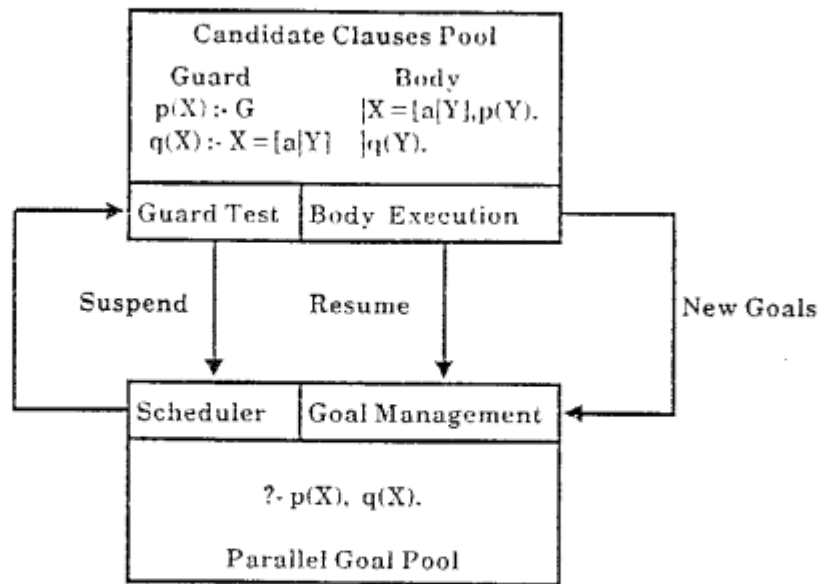 Candidate Clauses Pool
Guard Body
p(X) :- G |X = [a|Y],p(Y).
q(X) :- X = [a|Y] |q(Y).
Guard Test Body Execution
Suspend Resume New Goals
Scheduler Goal Management
?- p(X), q(X).
Parallel Goal Pool